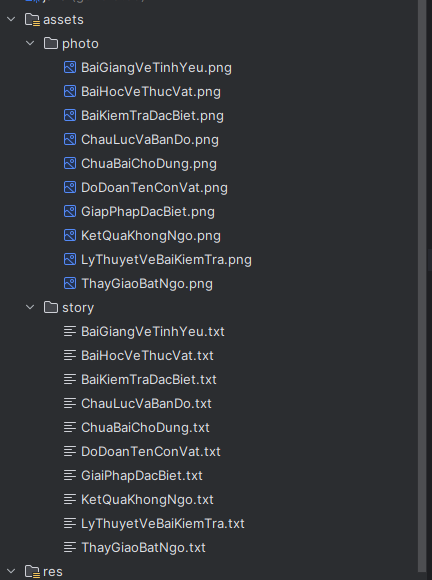 assets
photo
BaiGiangVeTinhYeu.png
BaiHocVeThucVat.png
BaiKiemTraDacBiet.png
ChauLucVaBanDo.png
ChuaBaiChoDung.png
DoDoanTenConVat.png
GiapPhapDacBiet.png
KetQuaKhongNgo.png
LyThuyetVeBaiKiemTra.png
ThayGiaoBatNgo.png
story
BaiGiangVeTinhYeu.txt
BaiHocVeThucVat.txt
BaiKiemTraDacBiet.txt
ChauLucVaBanDo.txt
ChuaBaiChoDung.txt
DoDoanTenConVat.txt
GiaiPhapDacBiet.txt
KetQuaKhongNgo.txt
LyThuyetVeBaiKiemTra.txt
ThayGiaoBatNgo.txt
res